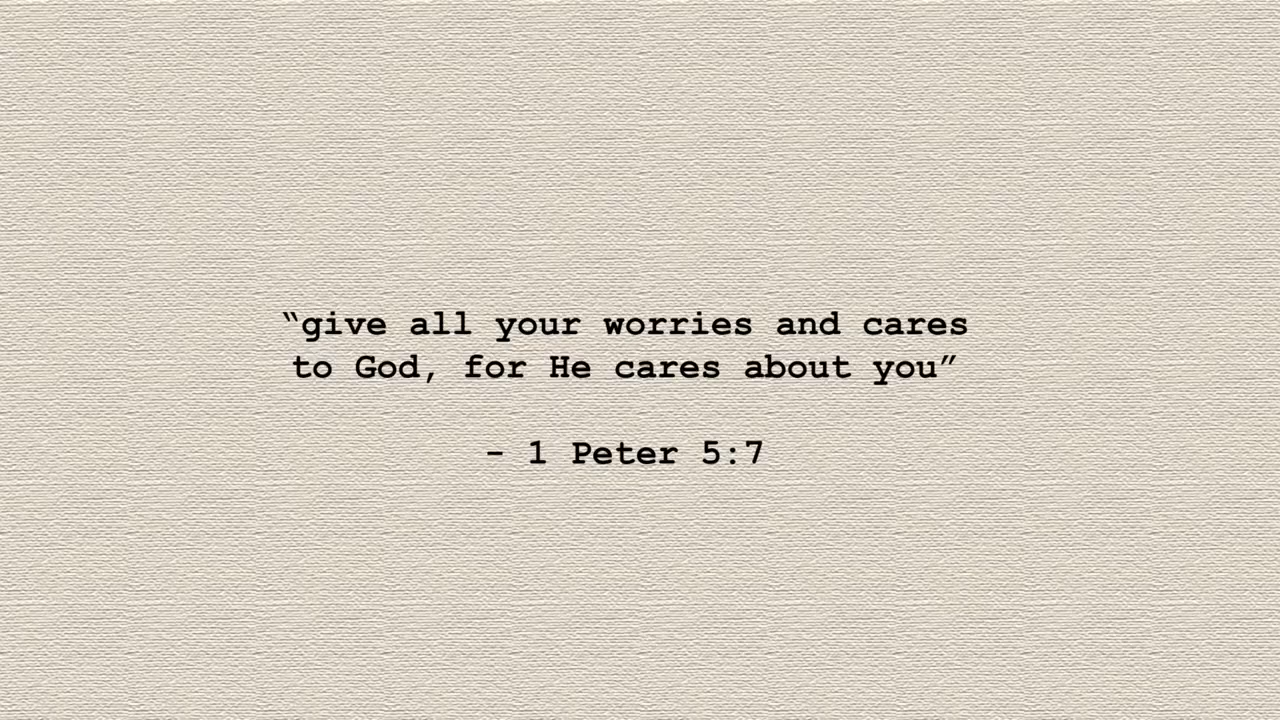 “give all your worries and cares
to God, for He cares about you”
- 1 Peter 5:7